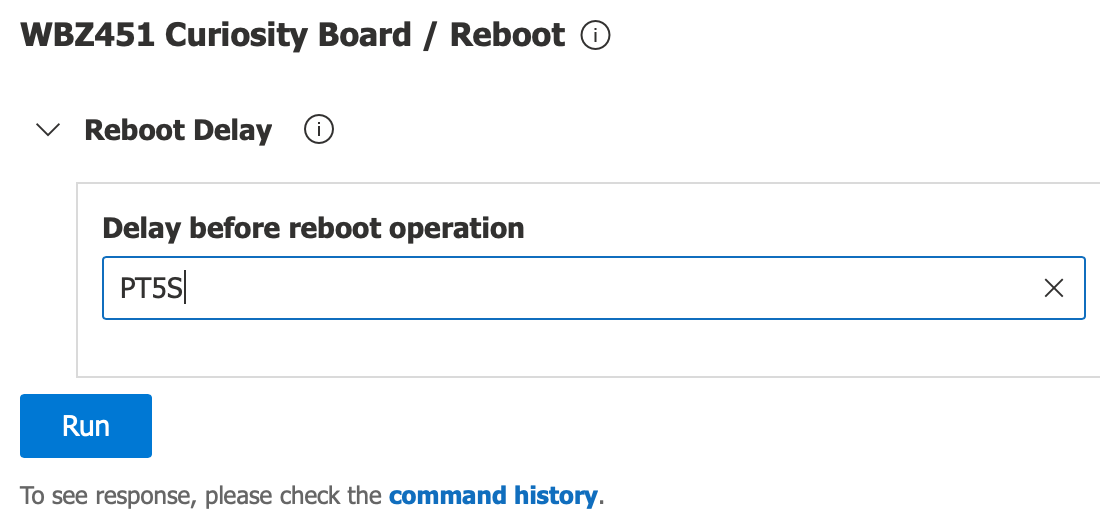 WBZ451 Curiosity Board / Reboot
Reboot Delay
Delay before reboot operation
PT5S
Run
To see response, please check the command history.